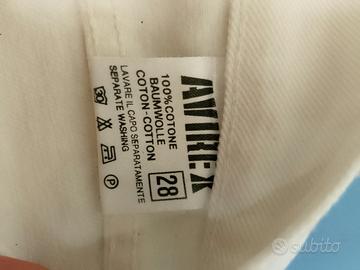 AVIREX
100% COTONE
BAUMWOLLE
COTON-COTTON
LAVARE IL CAPO SEPARATAMENTE
SEPARATE WASHING
28
P
subito